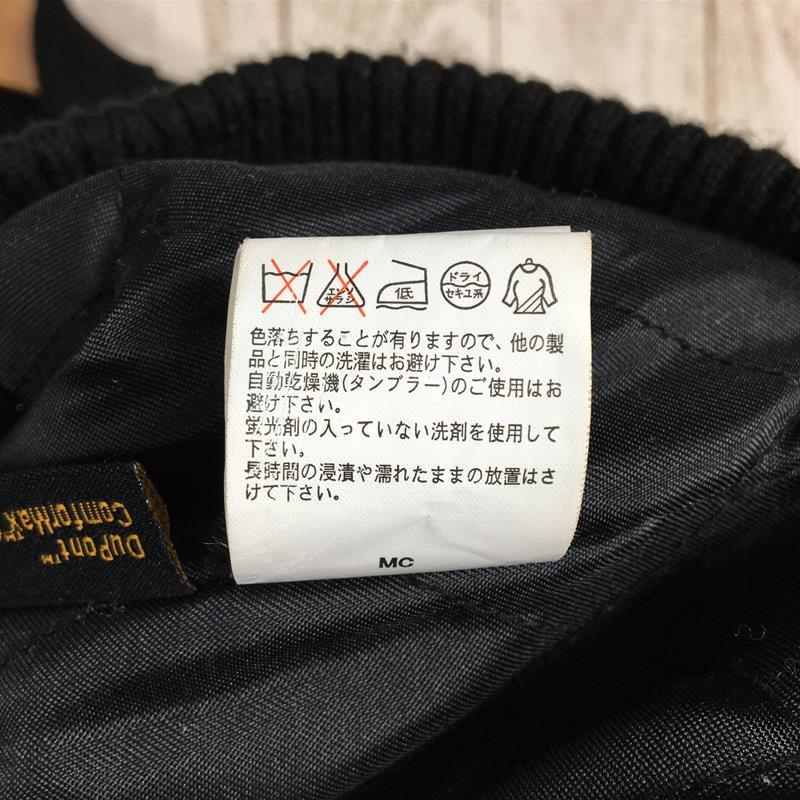 エンソ
サラシ
低
ドライ
セキユ系
色落ちすることが有りますので、他の製
品と同時の洗濯はお避け下さい。
自動乾燥機(タンブラー)のご使用はお
避け下さい。
蛍光剤の入っていない洗剤を使用して
下さい。
長時間の浸漬や濡れたままの放置はさ
けて下さい。
MC
DuPont™
ComforMax™